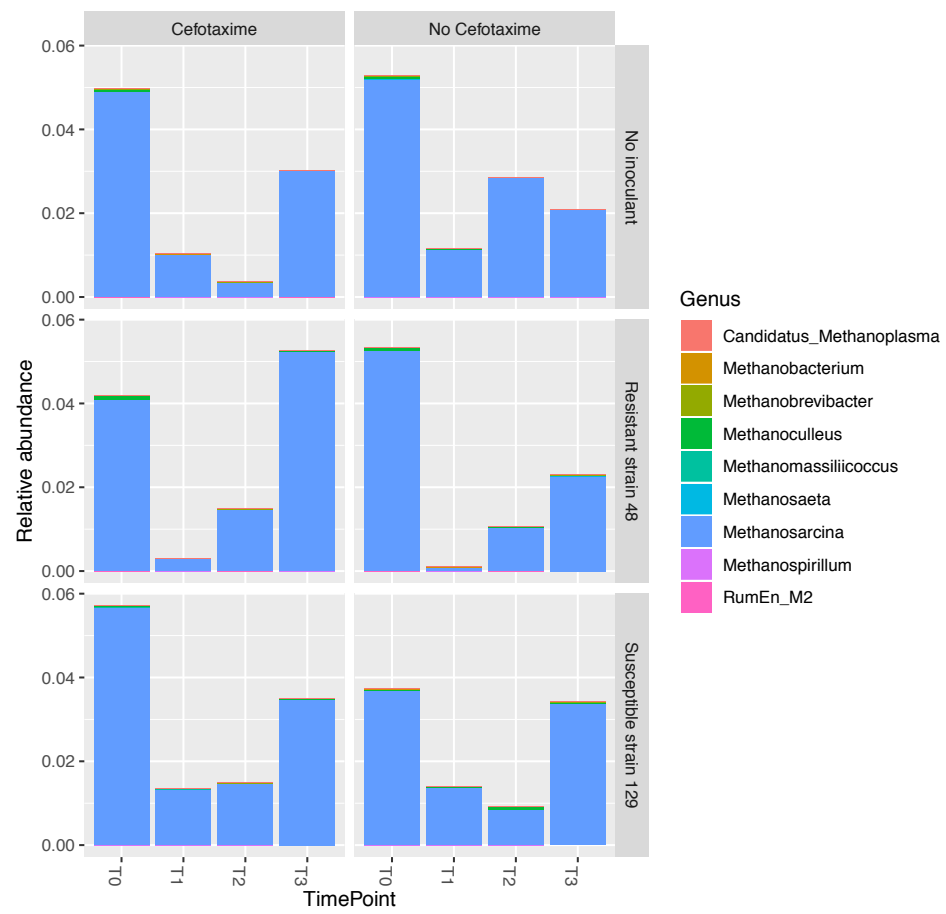 Cefotaxime
No Cefotaxime
0.06
0.04
0.02
0.00
No inoculant
0.06
0.04
0.02
0.00
Resistant strain 48
0.06
0.04
0.02
0.00
Susceptible strain 129
Relative abundance
T0
T1
T2
T3
T0
T1
T2
T3
TimePoint
Genus
Candidatus_Methanoplasma
Methanobacterium
Methanobrevibacter
Methanoculleus
Methanomassiliicoccus
Methanosaeta
Methanosarcina
Methanospirillum
RumEn_M2